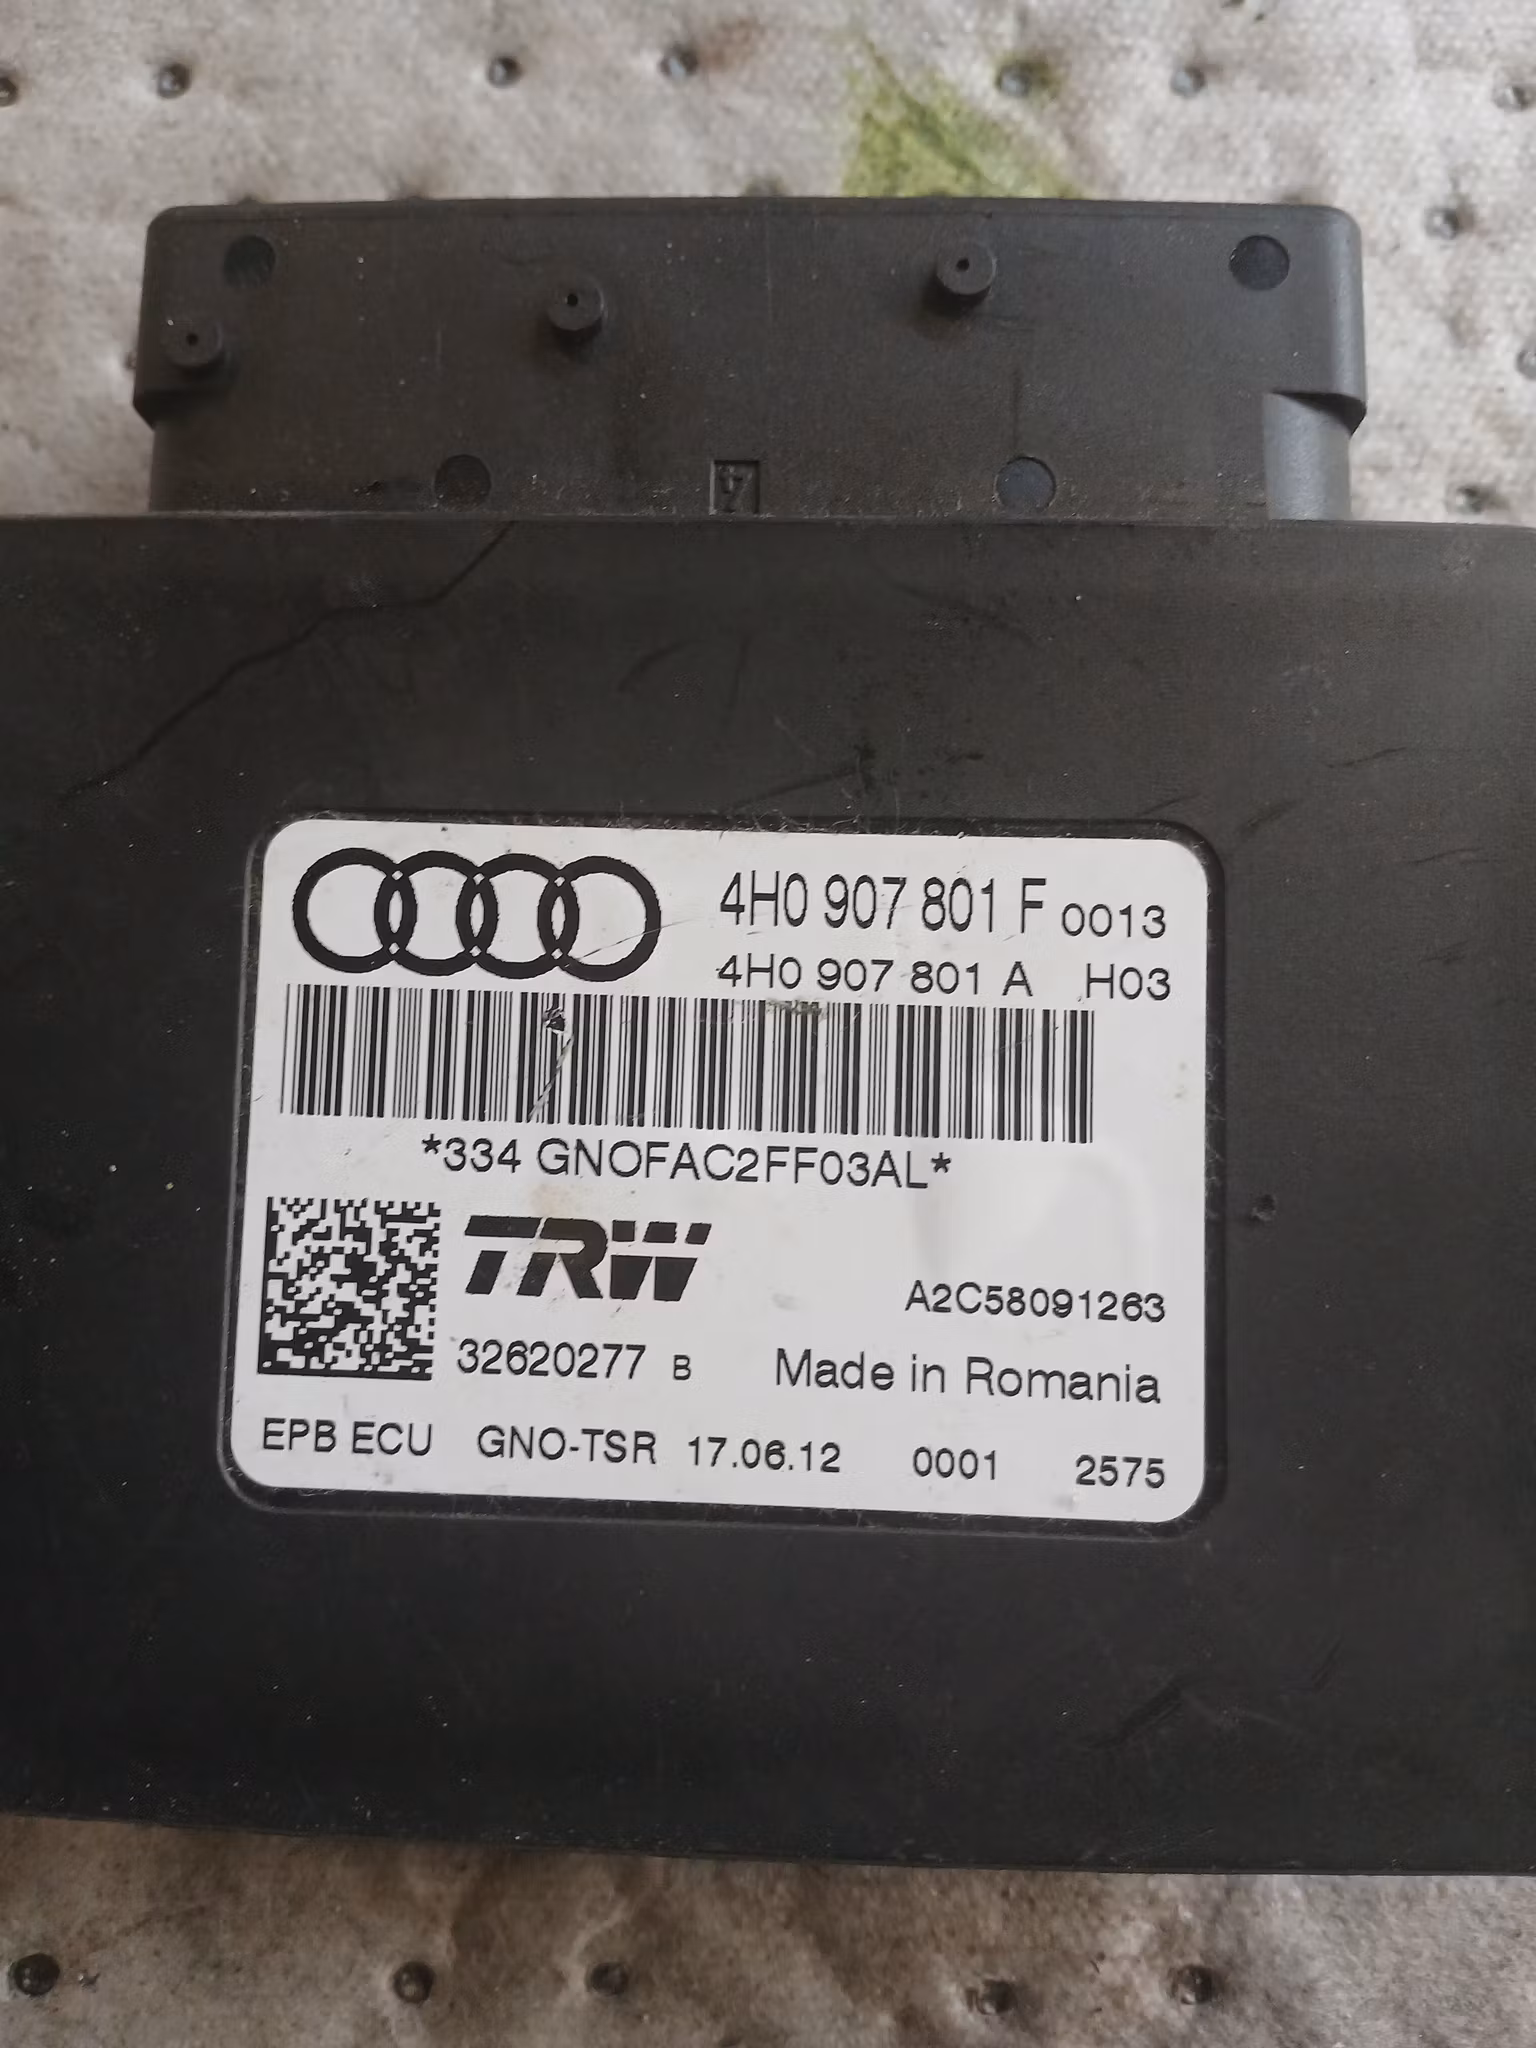 4
4H0 907 801 F 0013
4H0 907 801 A H03
*334 GNOFAC2FF03AL*
TRW
A2C58091263
32620277 B
Made in Romania
EPB ECU GNO-TSR 17.06.12 0001 2575